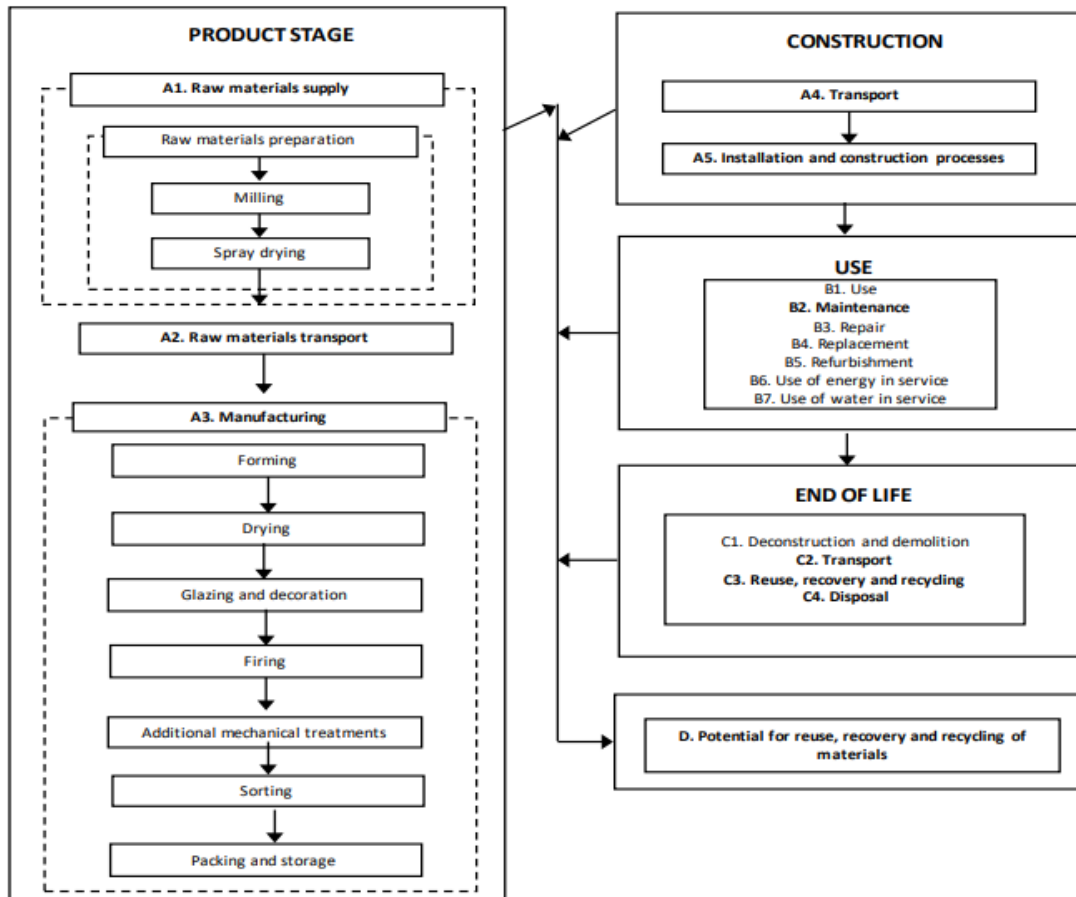 PRODUCT STAGE
A1. Raw materials supply
Raw materials preparation
Milling
Spray drying
A2. Raw materials transport
A3. Manufacturing
Forming
Drying
Glazing and decoration
Firing
Additional mechanical treatments
Sorting
Packing and storage
CONSTRUCTION
A4. Transport
A5. Installation and construction processes
USE
B1. Use
B2. Maintenance
B3. Repair
B4. Replacement
B5. Refurbishment
B6. Use of energy in service
B7. Use of water in service
END OF LIFE
C1. Deconstruction and demolition
C2. Transport
C3. Reuse, recovery and recycling
C4. Disposal
D. Potential for reuse, recovery and recycling of
materials